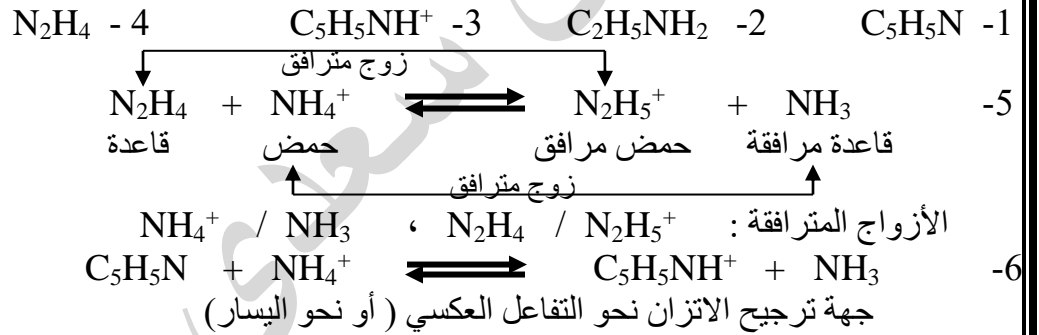 1- C₅H₅N 2- C₂H₅NH₂ 3- C₅H₅NH⁺ 4- N₂H₄
زوج مترافق
5- N₂H₄ + NH₄⁺ ⇌ N₂H₅⁺ + NH₃
قاعدة حمض حمض مرافق قاعدة مرافقة
زوج مترافق
الأزواج المترافقة : N₂H₄ / N₂H₅⁺ ، NH₄⁺ / NH₃
6- C₅H₅N + NH₄⁺ ⇌ C₅H₅NH⁺ + NH₃
جهة ترجيح الاتزان نحو التفاعل العكسي ( أو نحو اليسار)